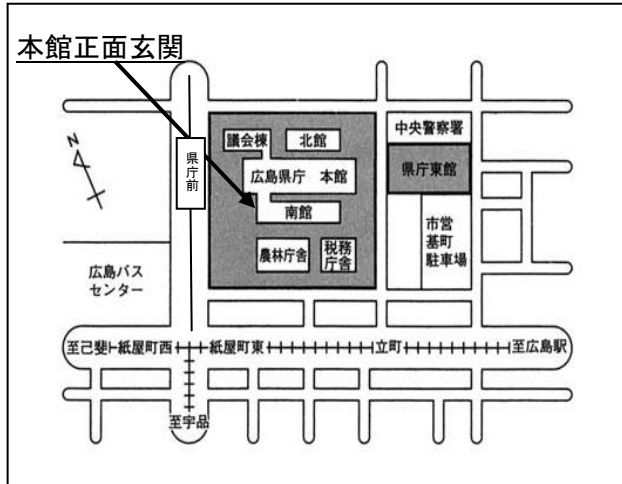 本館正面玄関
N
県庁前
議会棟
北館
広島県庁 本館
南館
農林庁舎
税務
庁舎
中央警察署
県庁東館
市営
基町
駐車場
広島バス
センター
至己斐
紙屋町西
紙屋町東
立町
至広島駅
至宇品